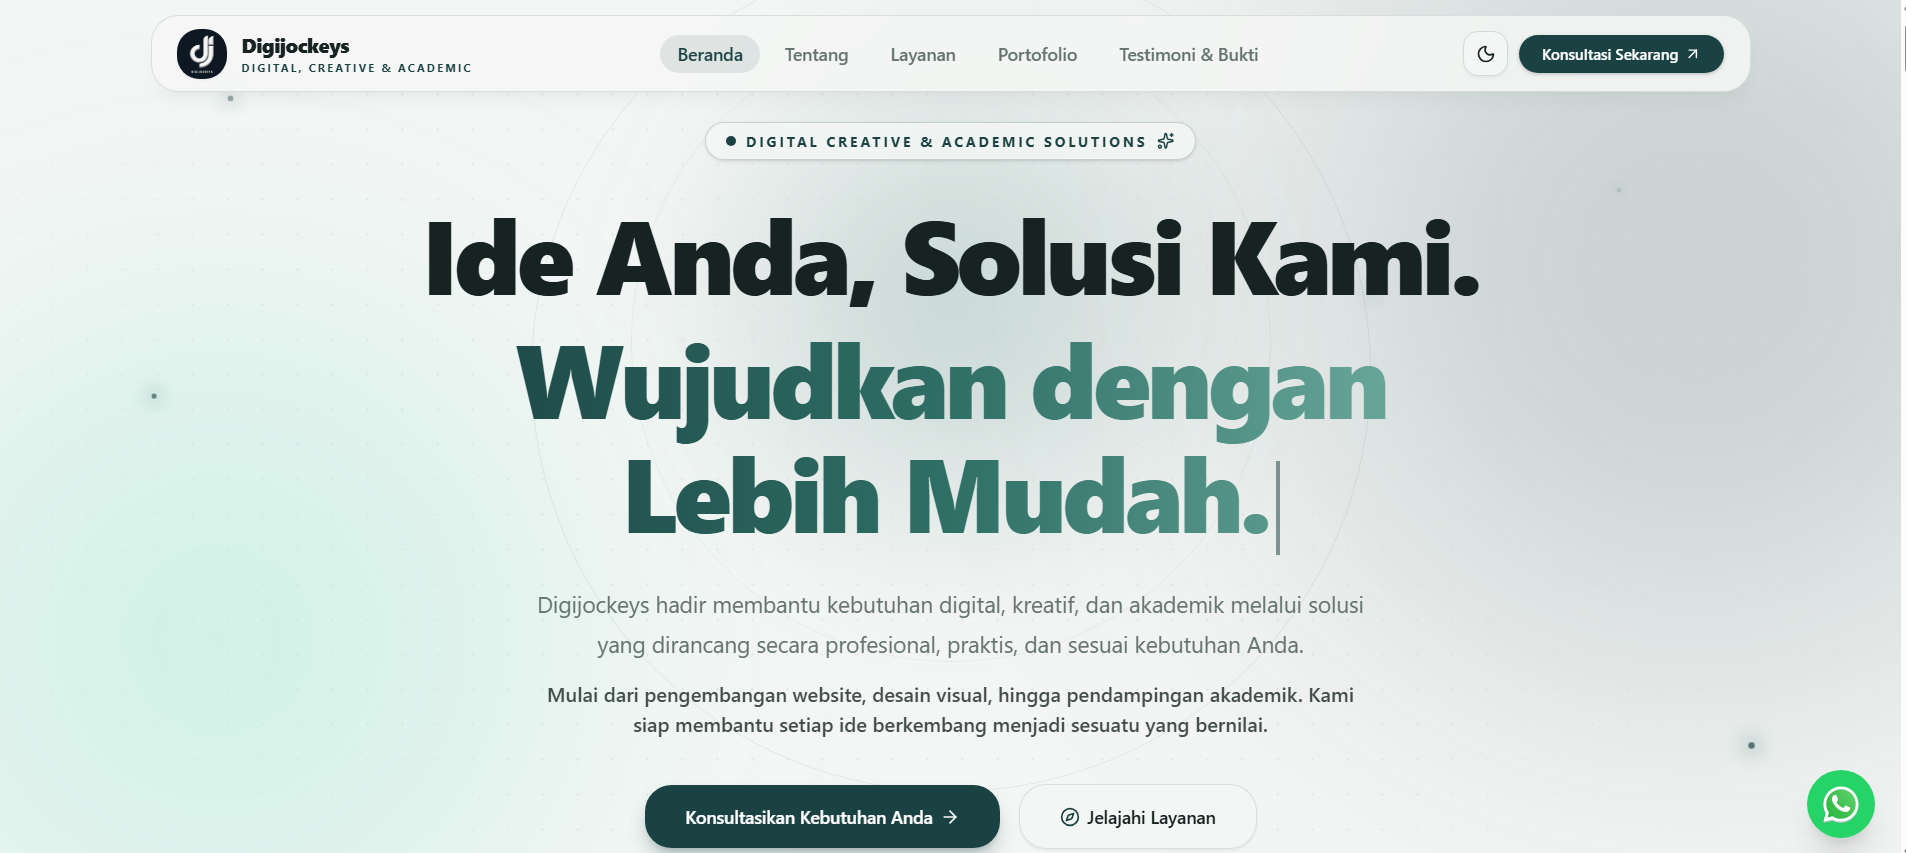 Digijockeys
DIGITAL, CREATIVE & ACADEMIC
Beranda
Tentang
Layanan
Portofolio
Testimoni & Bukti
Konsultasi Sekarang
DIGITAL CREATIVE & ACADEMIC SOLUTIONS
Ide Anda, Solusi Kami.
Wujudkan dengan
Lebih Mudah.
Digijockeys hadir membantu kebutuhan digital, kreatif, dan akademik melalui solusi
yang dirancang secara profesional, praktis, dan sesuai kebutuhan Anda.
Mulai dari pengembangan website, desain visual, hingga pendampingan akademik. Kami
siap membantu setiap ide berkembang menjadi sesuatu yang bernilai.
Konsultasikan Kebutuhan Anda
Jelajahi Layanan